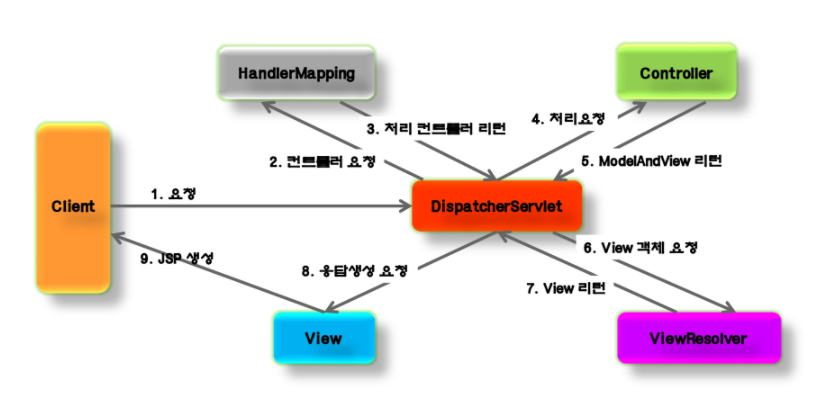 HandlerMapping
Controller
4. 처리요청
3. 처리 컨트롤러 리턴
2. 컨트롤러 요청
5. ModelAndView 리턴
1. 요청
Client
DispatcherServlet
6. View 객체 요청
9. JSP 생성
8. 응답생성 요청
7. View 리턴
View
ViewResolver